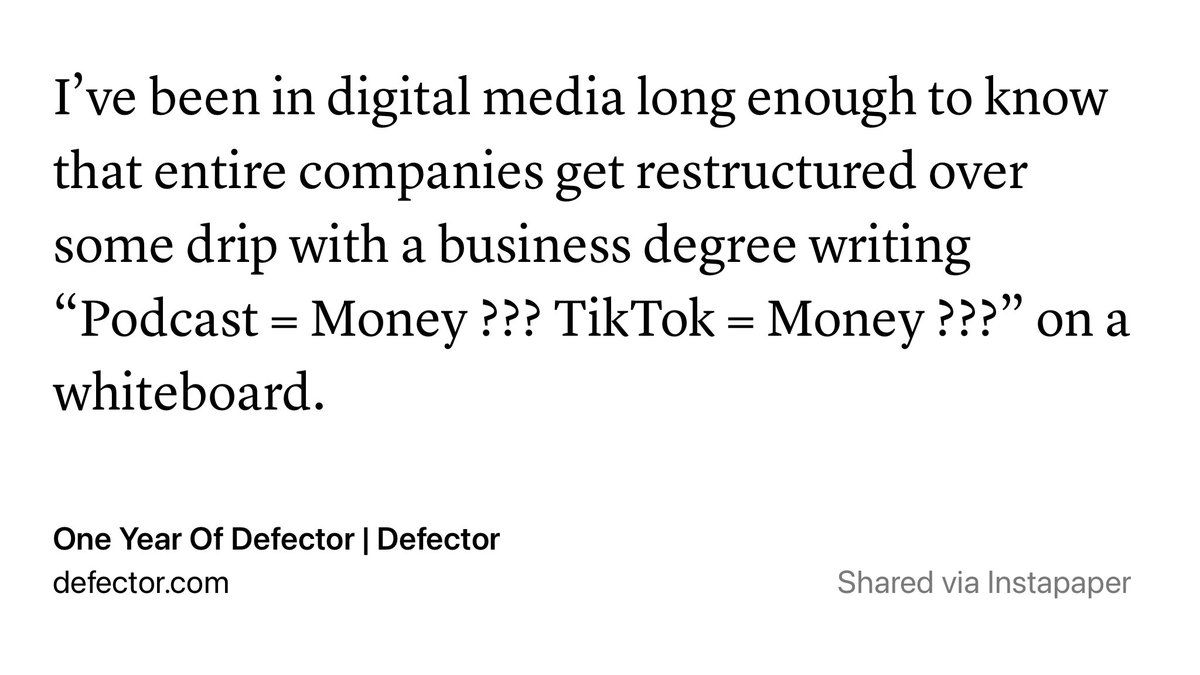 I’ve been in digital media long enough to know
that entire companies get restructured over
some drip with a business degree writing
“Podcast = Money ??? TikTok = Money ???” on a
whiteboard.
One Year Of Defector | Defector
defector.com
Shared via Instapaper